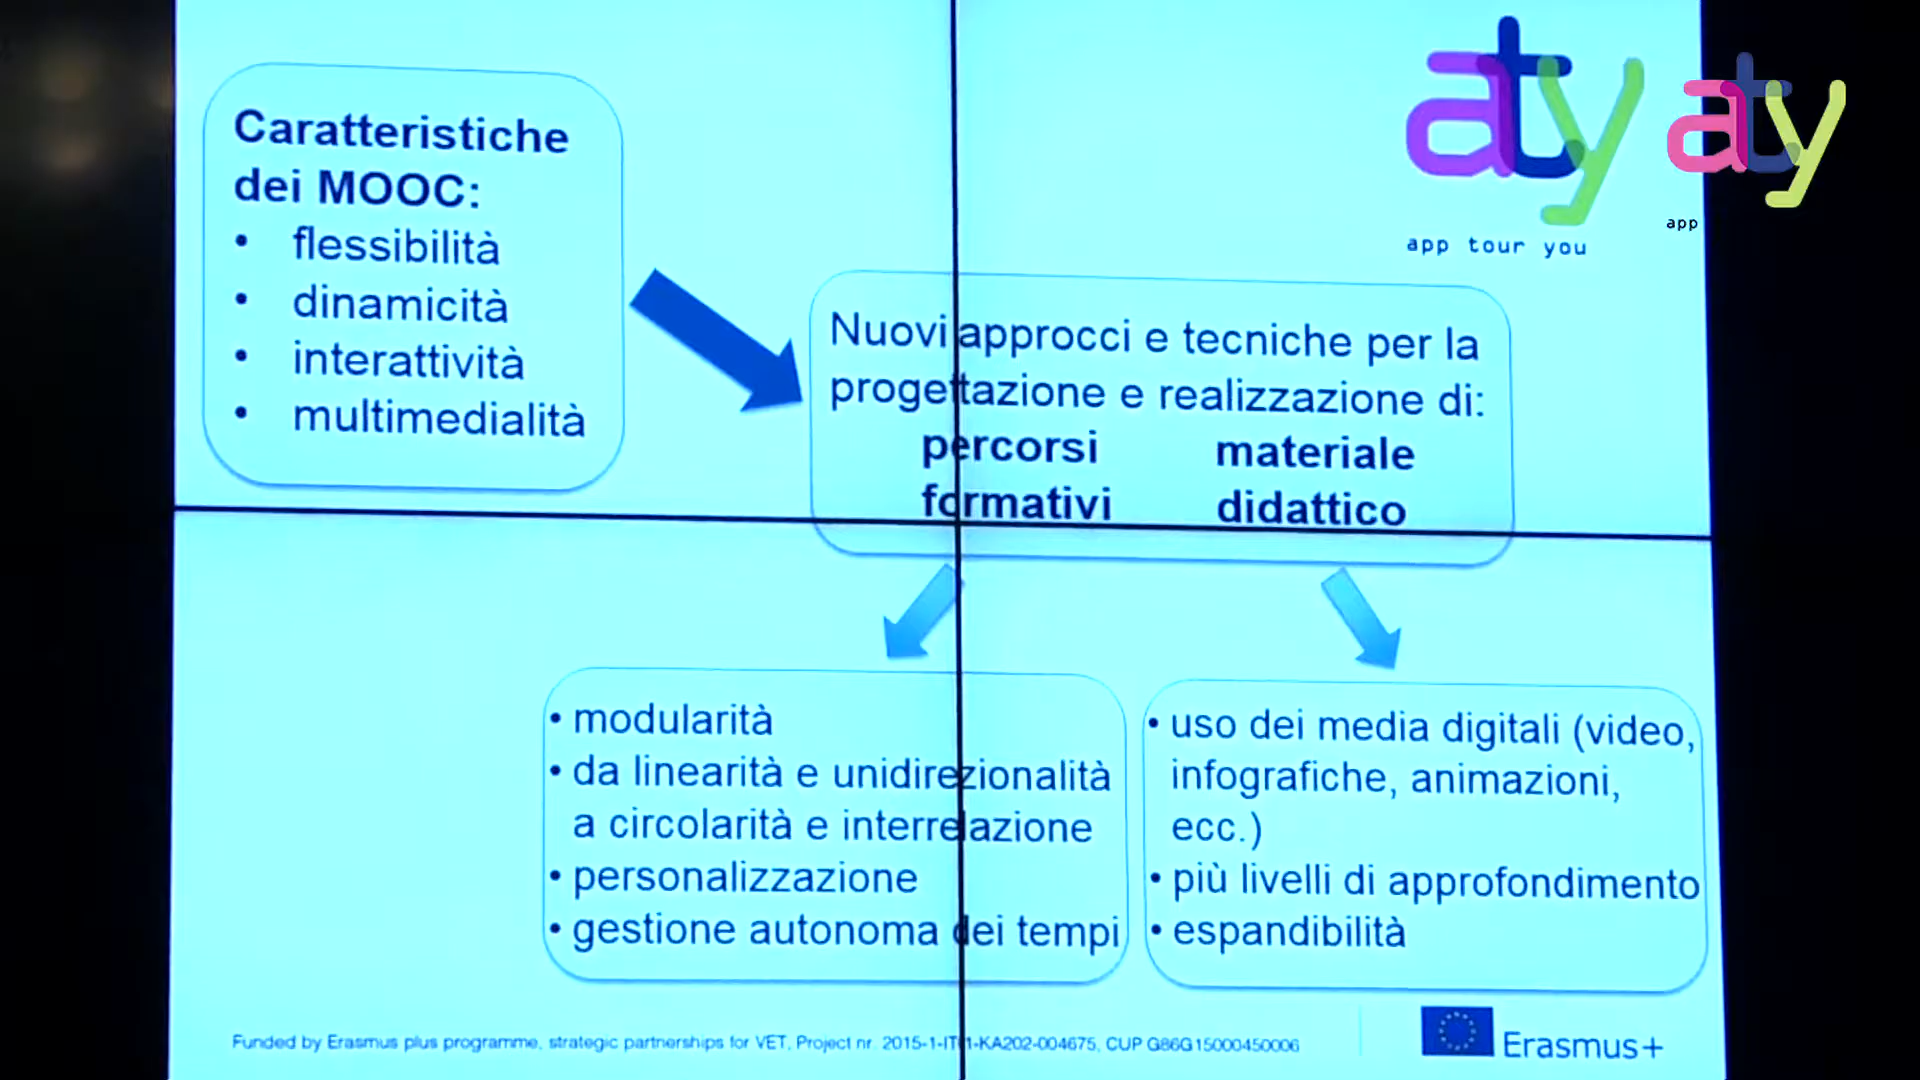 Caratteristiche
dei MOOC:
• flessibilità
• dinamicità
• interattività
• multimedialità
aty
app tour you
aty
app
Nuovi approcci e tecniche per la
progettazione e realizzazione di:
percorsi materiale
formativi didattico
• modularità
• da linearità e unidirezionalità
a circolarità e interrelazione
• personalizzazione
• gestione autonoma dei tempi
• uso dei media digitali (video,
infografiche, animazioni,
ecc.)
• più livelli di approfondimento
• espandibilità
Funded by Erasmus plus programme, strategic partnerships for VET, Project nr. 2015-1-IT01-KA202-004675, CUP G86G15000450006
Erasmus+